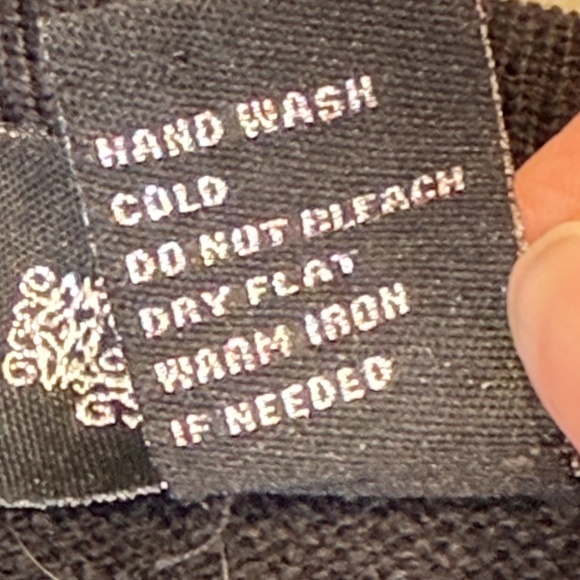 HAND WASH
COLD
DO NOT BLEACH
DRY FLAT
WARM IRON
IF NEEDED